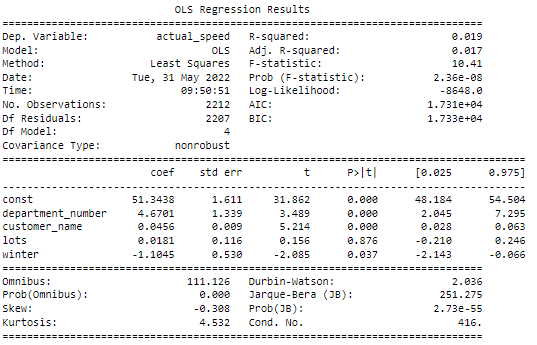 OLS Regression Results
==============================================================================
Dep. Variable: actual_speed R-squared: 0.019
Model: OLS Adj. R-squared: 0.017
Method: Least Squares F-statistic: 10.41
Date: Tue, 31 May 2022 Prob (F-statistic): 2.36e-08
Time: 09:50:51 Log-Likelihood: -8648.0
No. Observations: 2212 AIC: 1.731e+04
Df Residuals: 2207 BIC: 1.733e+04
Df Model: 4
Covariance Type: nonrobust
=====================================================================================
coef std err t P>|t| [0.025 0.975]
-------------------------------------------------------------------------------------
const 51.3438 1.611 31.862 0.000 48.184 54.504
department_number 4.6701 1.339 3.489 0.000 2.045 7.295
customer_name 0.0456 0.009 5.214 0.000 0.028 0.063
lots 0.0181 0.116 0.156 0.876 -0.210 0.246
winter -1.1045 0.530 -2.085 0.037 -2.143 -0.066
==============================================================================
Omnibus: 111.126 Durbin-Watson: 2.036
Prob(Omnibus): 0.000 Jarque-Bera (JB): 251.275
Skew: -0.308 Prob(JB): 2.73e-55
Kurtosis: 4.532 Cond. No. 416.
==============================================================================